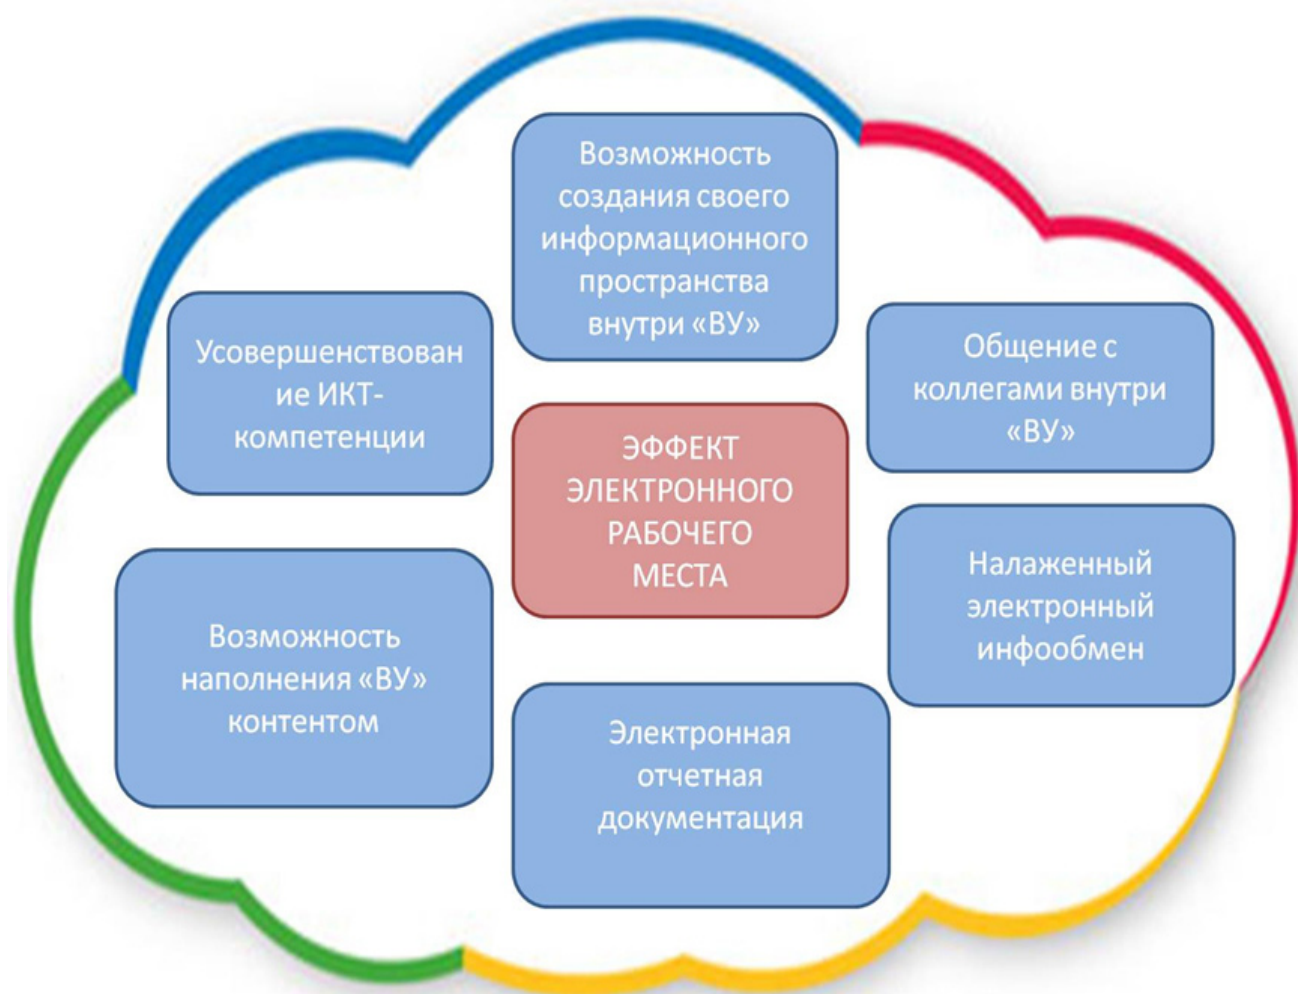 Возможность
создания своего
информационного
пространства
внутри «ВУ»
Усовершенствован
ие ИКТ-
компетенции
Общение с
коллегами внутри
«ВУ»
ЭФФЕКТ
ЭЛЕКТРОННОГО
РАБОЧЕГО
МЕСТА
Налаженный
электронный
инфообмен
Возможность
наполнения «ВУ»
контентом
Электронная
отчетная
документация